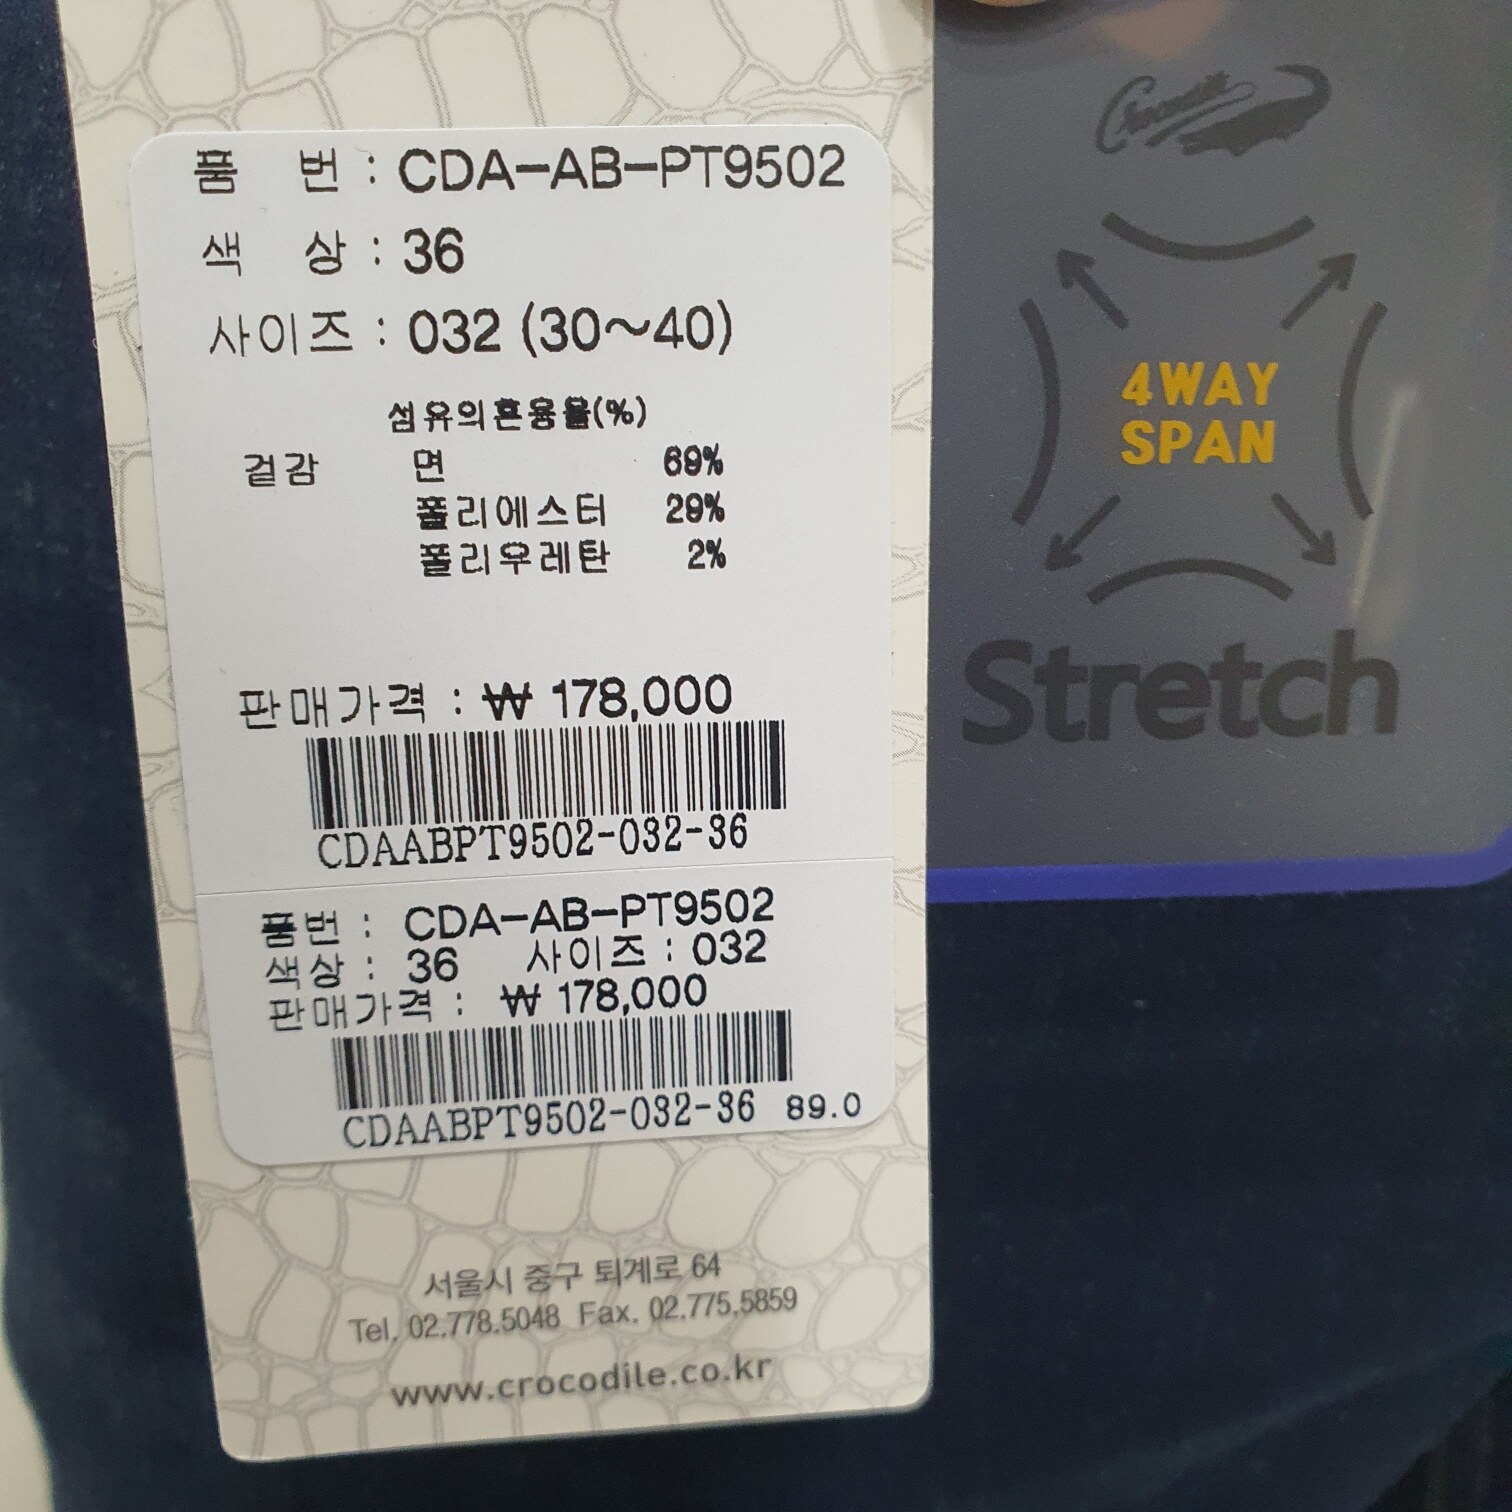 품 번 : CDA-AB-PT9502
색 상 : 36
사이즈 : 032 (30~40)
섬유의혼용율(%)
겉감 면 69%
폴리에스터 29%
폴리우레탄 2%
판매가격 : ₩ 178,000
CDAABPT9502-032-36
품번 : CDA-AB-PT9502
색상 : 36 사이즈 : 032
판매가격 : ₩ 178,000
CDAABPT9502-032-36 89.0
서울시 중구 퇴계로 64
Tel. 02.778.5048 Fax. 02.775.5859
www.crocodile.co.kr
Crocodile
4WAY
SPAN
Stretch